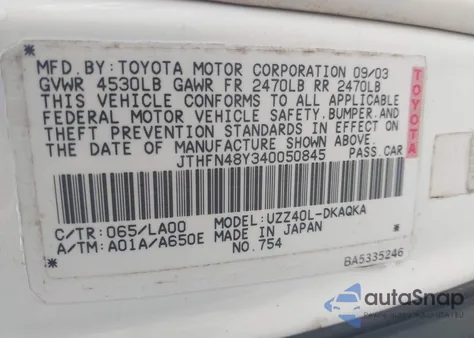 MFD.BY:TOYOTA MOTOR CORPORATION 09/03
GVWR 4530LB GAWR FR 2470LB RR 2470LB
THIS VEHICLE CONFORMS TO ALL APPLICABLE
FEDERAL MOTOR VEHICLE SAFETY,BUMPER,AND
THEFT PREVENTION STANDARDS IN EFFECT ON
THE DATE OF MANUFACTURE SHOWN ABOVE.
JTHFN48Y340050845 PASS.CAR
TOYOTA
C/TR:065/LA00 MODEL:UZZ40L-DKAQKA
A/TM:A01A/A650E MADE IN JAPAN
NO.754
BA5335246
autoSnap